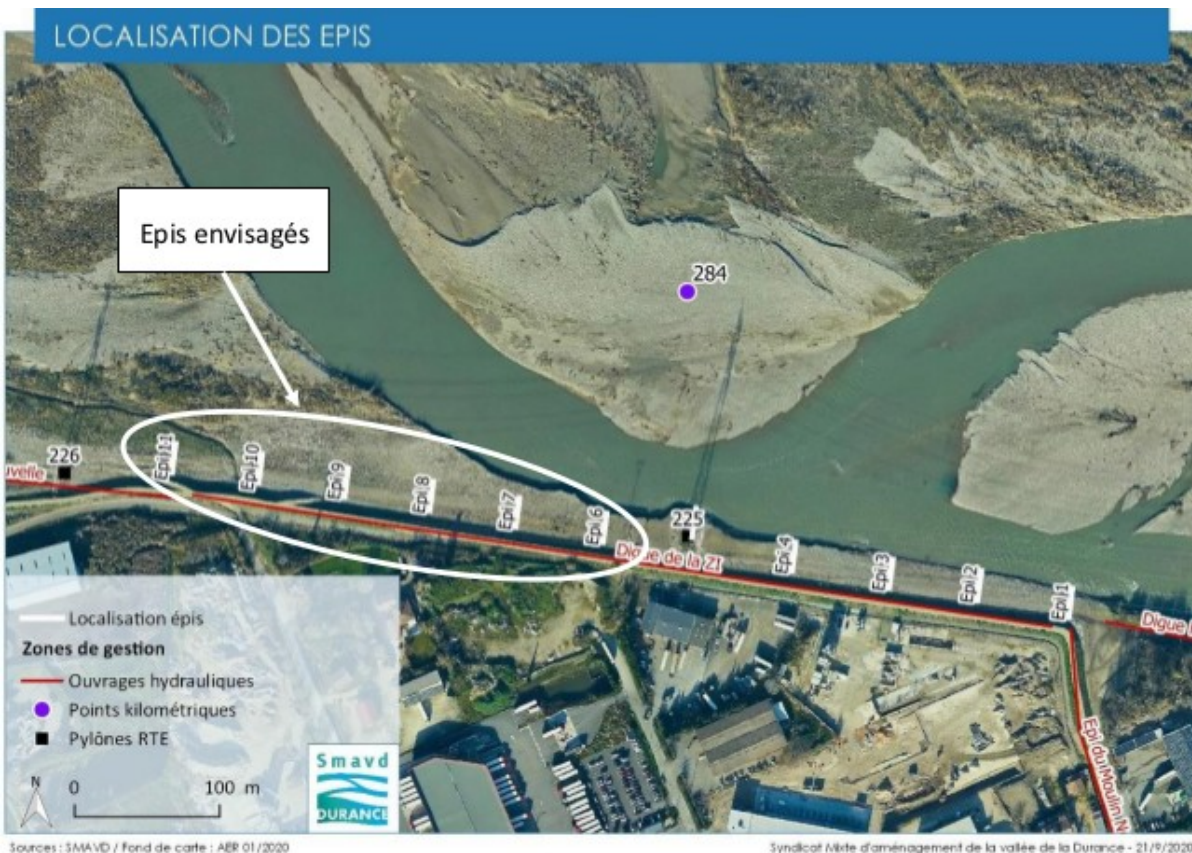 LOCALISATION DES EPIS
Epis envisagés
284
226
225
uvelle
Epi 11
Epi 10
Epi 9
Epi 8
Epi 7
Epi 6
Digue de la ZI
Epi 4
Epi 3
Epi 2
Epi 1
Digue
Epi du Moulin N
Localisation épis
Zones de gestion
Ouvrages hydrauliques
Points kilométriques
Pylônes RTE
N
0 100 m
Smavd
DURANCE
Sources : SMAVD / Fond de carte : AER 01/2020
Syndicat Mixte d'aménagement de la vallée de la Durance - 21/9/2020